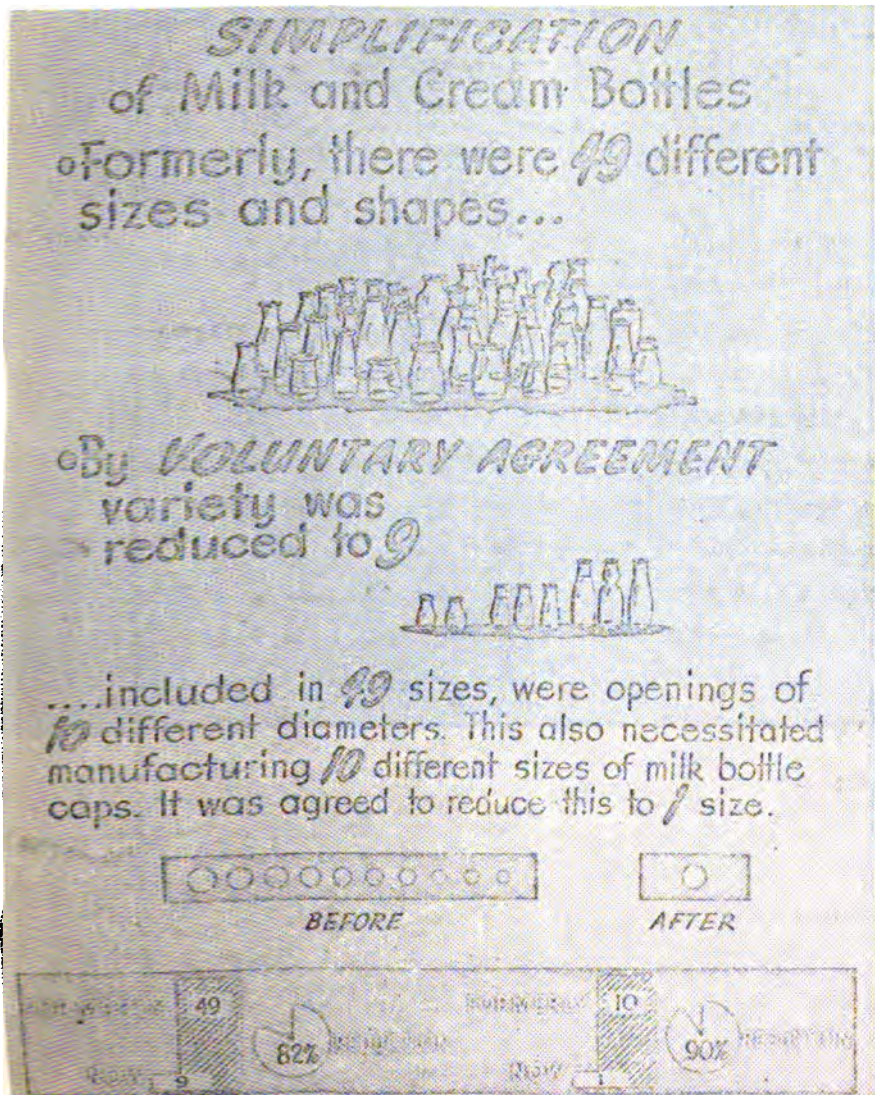 SIMPLIFICATION
of Milk and Cream Bottles
Formerly, there were 49 different
sizes and shapes...
By VOLUNTARY AGREEMENT
variety was
reduced to 9
....included in 49 sizes, were openings of
10 different diameters. This also necessitated
manufacturing 10 different sizes of milk bottle
caps. It was agreed to reduce this to 1 size.
BEFORE AFTER
49 10
82% 90%
NOW 9 NOW 1